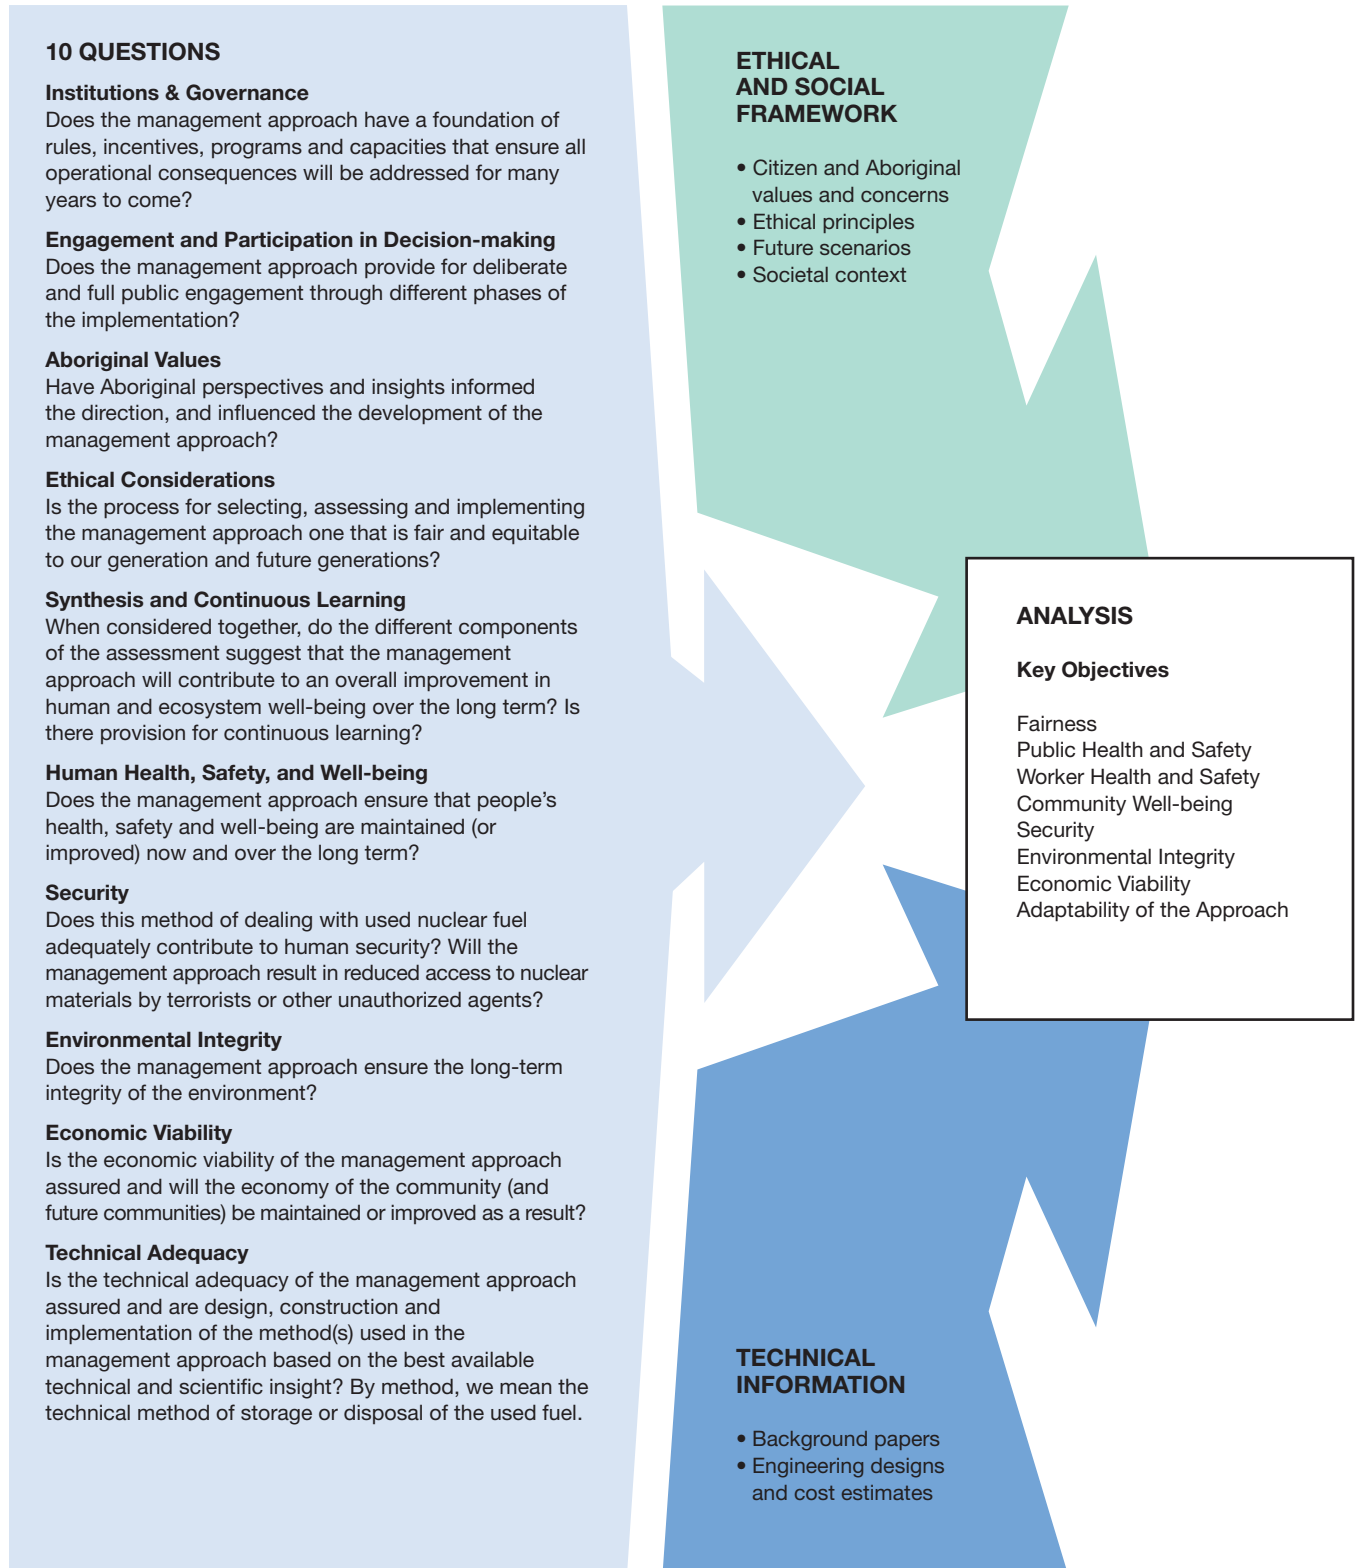 10 QUESTIONS
Institutions & Governance
Does the management approach have a foundation of
rules, incentives, programs and capacities that ensure all
operational consequences will be addressed for many
years to come?
Engagement and Participation in Decision-making
Does the management approach provide for deliberate
and full public engagement through different phases of
the implementation?
Aboriginal Values
Have Aboriginal perspectives and insights informed
the direction, and influenced the development of the
management approach?
Ethical Considerations
Is the process for selecting, assessing and implementing
the management approach one that is fair and equitable
to our generation and future generations?
Synthesis and Continuous Learning
When considered together, do the different components
of the assessment suggest that the management
approach will contribute to an overall improvement in
human and ecosystem well-being over the long term? Is
there provision for continuous learning?
Human Health, Safety, and Well-being
Does the management approach ensure that people’s
health, safety and well-being are maintained (or
improved) now and over the long term?
Security
Does this method of dealing with used nuclear fuel
adequately contribute to human security? Will the
management approach result in reduced access to nuclear
materials by terrorists or other unauthorized agents?
Environmental Integrity
Does the management approach ensure the long-term
integrity of the environment?
Economic Viability
Is the economic viability of the management approach
assured and will the economy of the community (and
future communities) be maintained or improved as a result?
Technical Adequacy
Is the technical adequacy of the management approach
assured and are design, construction and
implementation of the method(s) used in the
management approach based on the best available
technical and scientific insight? By method, we mean the
technical method of storage or disposal of the used fuel.
ETHICAL
AND SOCIAL
FRAMEWORK
• Citizen and Aboriginal
values and concerns
• Ethical principles
• Future scenarios
• Societal context
TECHNICAL
INFORMATION
• Background papers
• Engineering designs
and cost estimates
ANALYSIS
Key Objectives
Fairness
Public Health and Safety
Worker Health and Safety
Community Well-being
Security
Environmental Integrity
Economic Viability
Adaptability of the Approach